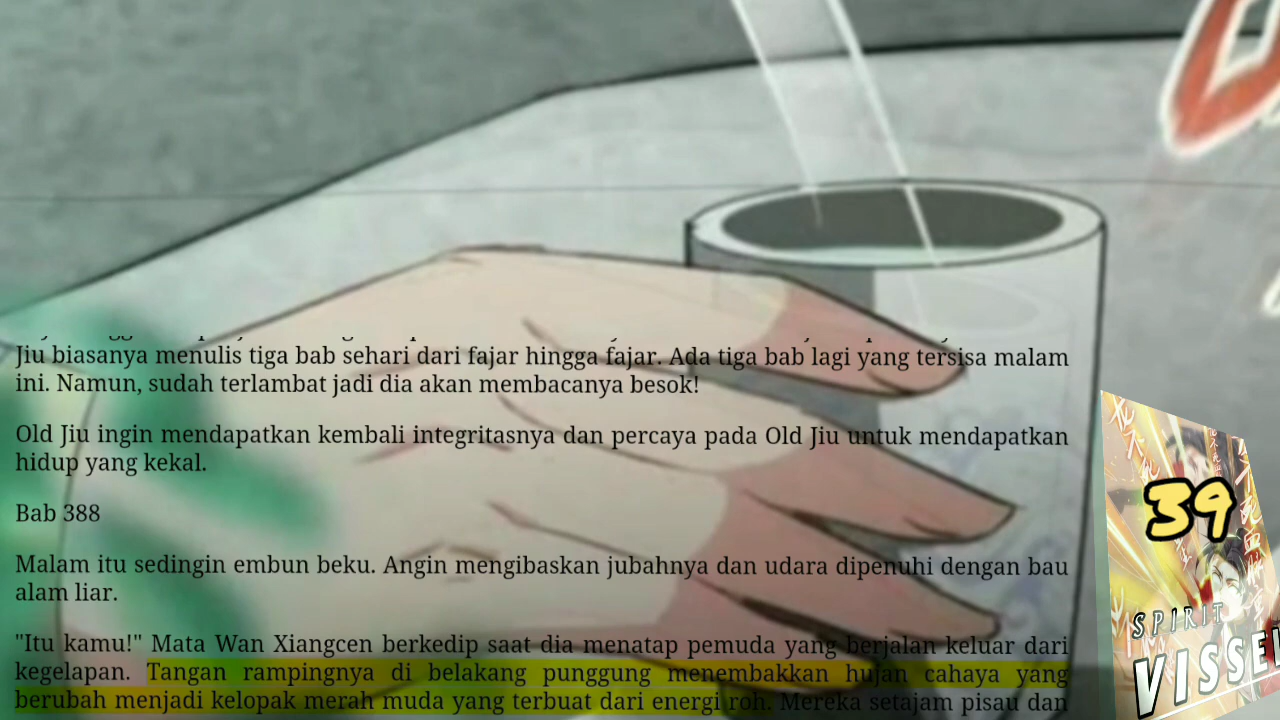 Jiu biasanya menulis tiga bab sehari dari fajar hingga fajar. Ada tiga bab lagi yang tersisa malam
ini. Namun, sudah terlambat jadi dia akan membacanya besok!
Old Jiu ingin mendapatkan kembali integritasnya dan percaya pada Old Jiu untuk mendapatkan
hidup yang kekal.
Bab 388
Malam itu sedingin embun beku. Angin mengibaskan jubahnya dan udara dipenuhi dengan bau
alam liar.
"Itu kamu!" Mata Wan Xiangcen berkedip saat dia menatap pemuda yang berjalan keluar dari
kegelapan. Tangan rampingnya di belakang punggung menembakkan hujan cahaya yang
berubah menjadi kelopak merah muda yang terbuat dari energi roh. Mereka setajam pisau dan
39
SPIRIT
VISSEL